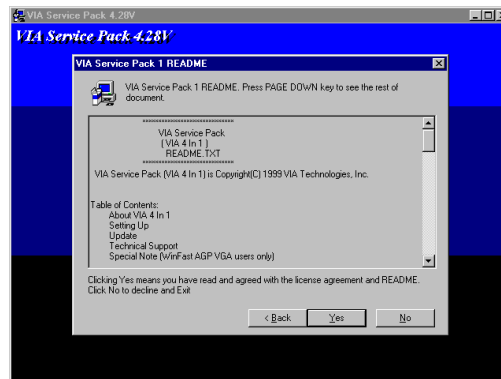 VIA Service Pack 4.28V
VIA Service Pack 4.28V
VIA Service Pack 1 README
VIA Service Pack 1 README. Press PAGE DOWN key to see the rest of
document.
====================
VIA Service Pack
( VIA 4 In 1 )
README.TXT
====================
VIA Service Pack (VIA 4 In 1) is Copyright(C) 1999 VIA Technologies, Inc.
Table of Contents:
About VIA 4 In 1
Setting Up
Update
Technical Support
Special Note (WinFast AGP VGA users only)
Clicking Yes means you have read and agreed with the license agreement and README.
Click No to decline and Exit
< Back
Yes
No